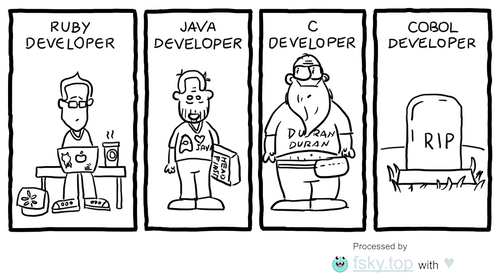 RUBY
DEVELOPER
JAVA
DEVELOPER
C
DEVELOPER
COBOL
DEVELOPER
JAVA
DURAN
DURAN
RIP
Processed by
fsky.top with ♥